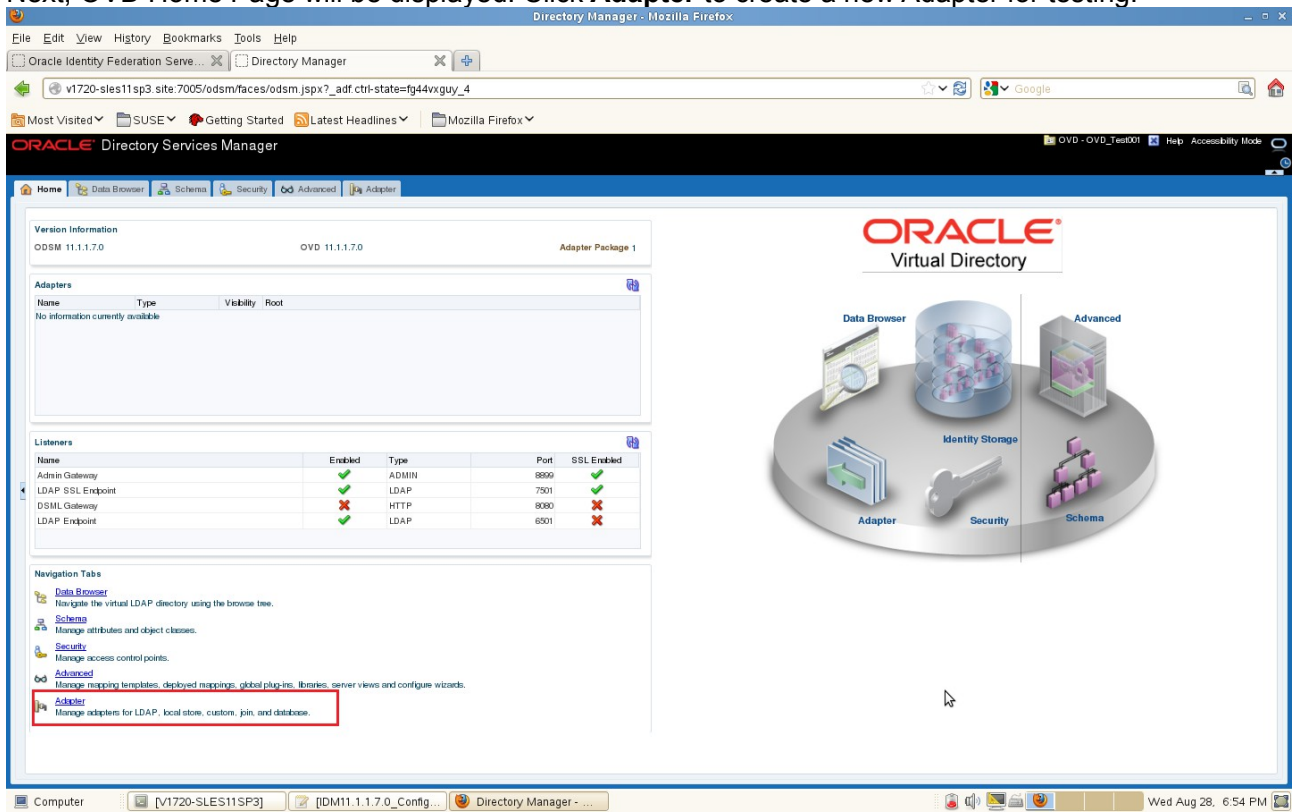 Next, OVD Home Page will be displayed. Click Adapter to create a new Adapter for testing.
Directory Manager - Mozilla Firefox
File Edit View History Bookmarks Tools Help
Oracle Identity Federation Serve... Directory Manager
v1720-sles11sp3.site:7005/odsm/faces/odsm.jspx?_adf.ctrl-state=fg44vxguy_4 Google
Most Visited SUSE Getting Started Latest Headlines Mozilla Firefox
ORACLE Directory Services Manager
OVD - OVD_Test001 Help Accessibility Mode
Home Data Browser Schema Security Advanced Adapter
Version Information
ODSM 11.1.1.7.0 OVD 11.1.1.7.0 Adapter Package 1
Adapters
Name Type Visibility Root
No information currently available
Listeners
Name Enabled Type Port SSL Enabled
Admin Gateway ADMIN 8899
LDAP SSL Endpoint LDAP 7501
DSML Gateway HTTP 8080
LDAP Endpoint LDAP 6501
Navigation Tabs
Data Browser
Navigate the virtual LDAP directory using the browse tree.
Schema
Manage attributes and object classes.
Security
Manage access control points.
Advanced
Manage mapping templates, deployed mappings, global plug-ins, libraries, server views and configure wizards.
Adapter
Manage adapters for LDAP, local store, custom, join, and database.
ORACLE®
Virtual Directory
Data Browser
Advanced
Identity Storage
Adapter
Security
Schema
Computer [V1720-SLES11SP3] [IDM11.1.1.7.0_Config... Directory Manager - ... Wed Aug 28, 6:54 PM